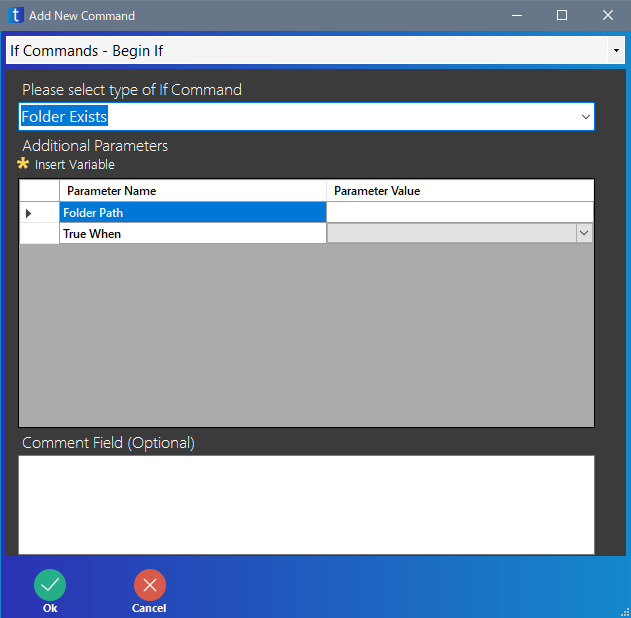 t Add New Command
If Commands - Begin If
Please select type of If Command
Folder Exists
Additional Parameters
* Insert Variable
Parameter Name Parameter Value
Folder Path
True When
Comment Field (Optional)
Ok Cancel